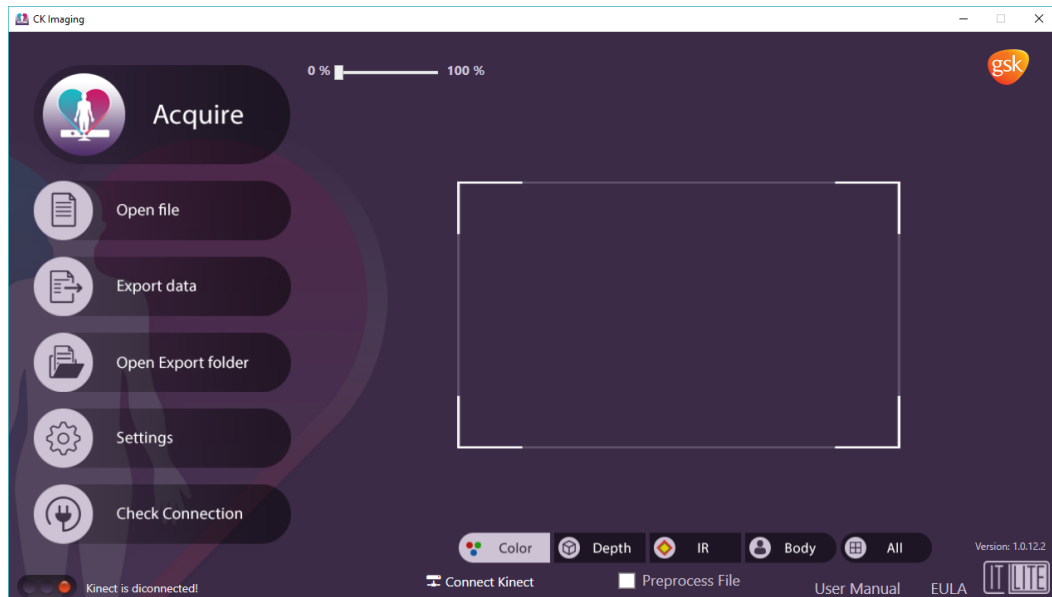 CK Imaging
0 % 100 %
gsk
Acquire
Open file
Export data
Open Export folder
Settings
Check Connection
Color Depth IR Body All
Version: 1.0.12.2
Kinect is diconnected!
Connect Kinect
Preprocess File
User Manual
EULA
IT LITE